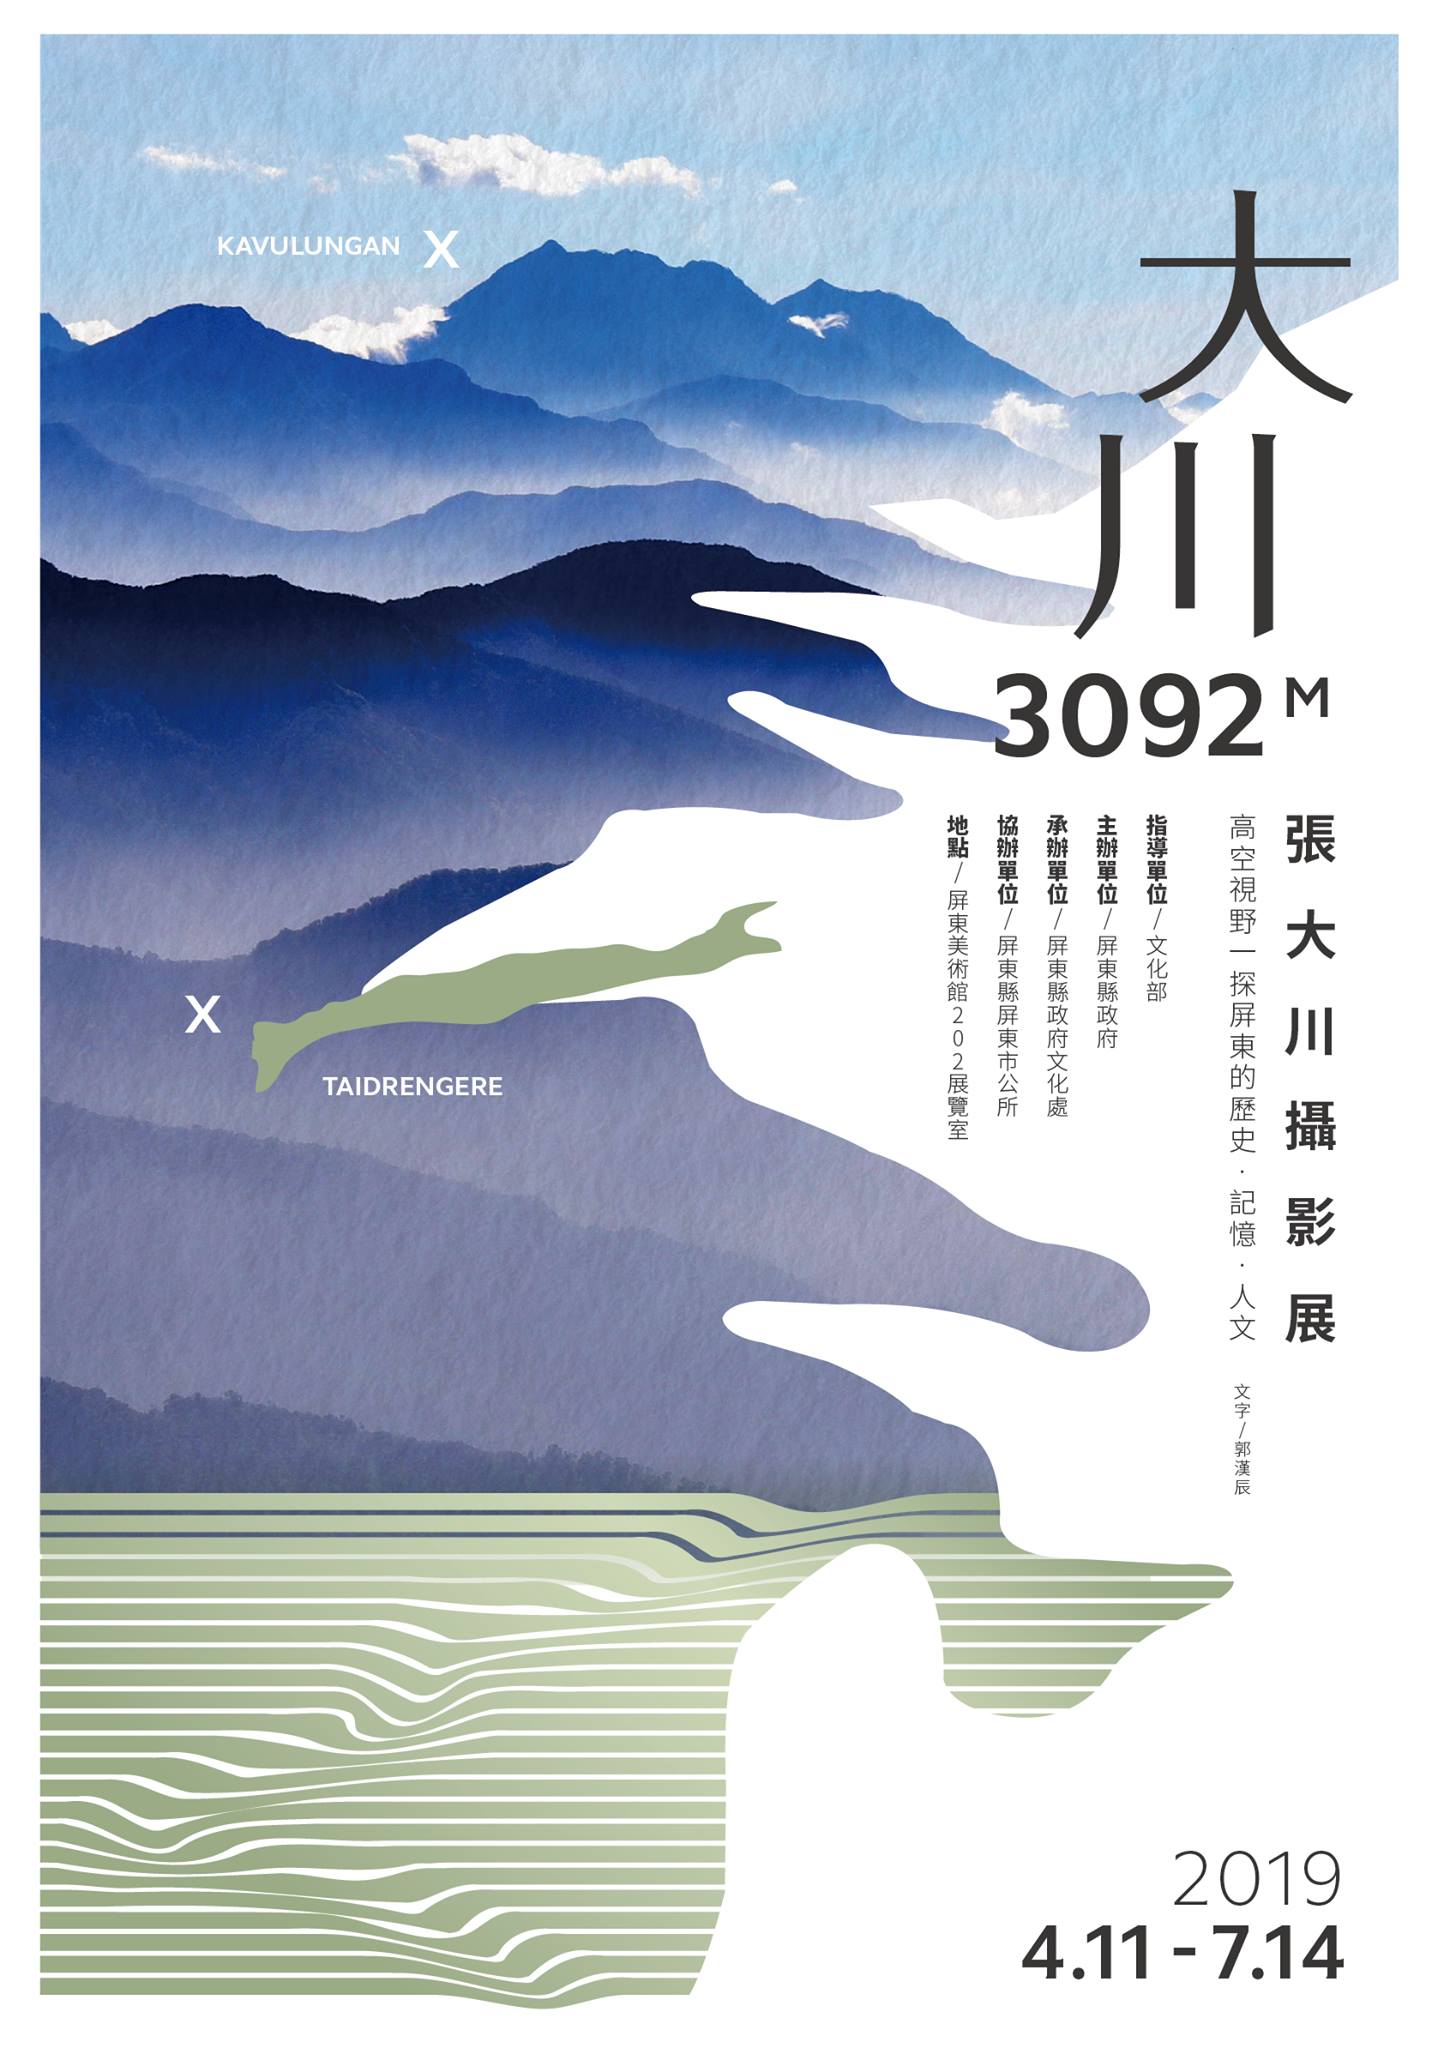 KAVULUNGAN X
大川
3092 M
張大川攝影展
高空視野一探屏東的歷史·記憶·人文
文字/郭漢辰
指導單位/文化部
主辦單位/屏東縣政府
承辦單位/屏東縣政府文化處
協辦單位/屏東縣屏東市公所
地點/屏東美術館202展覽室
X
TAIDRENGERE
2019
4.11 - 7.14